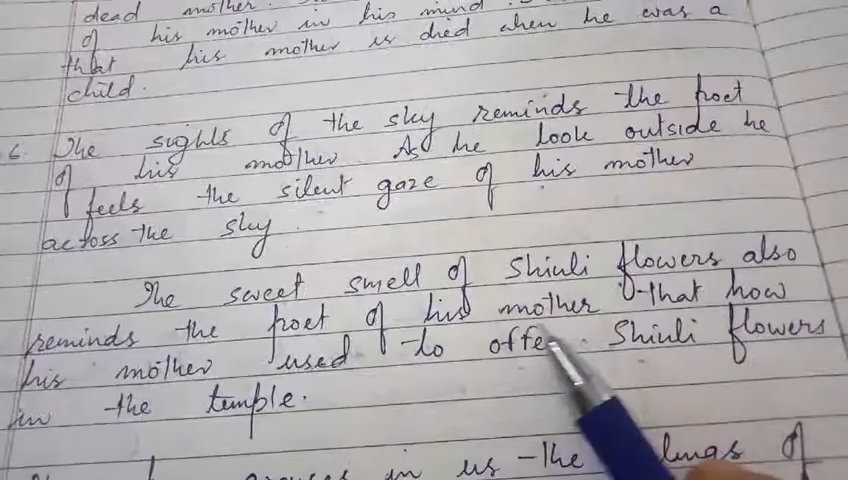 dead mother.
of his mother in his mind.
that his mother is died when he was a
child.
6. The sights of the sky reminds the poet
of his mother. As he look outside he
feels the silent gaze of his mother
across the sky.
The sweet smell of Shiuli flowers also
reminds the poet of his mother that how
his mother used to offer Shiuli flowers
in the temple.
in us the
of